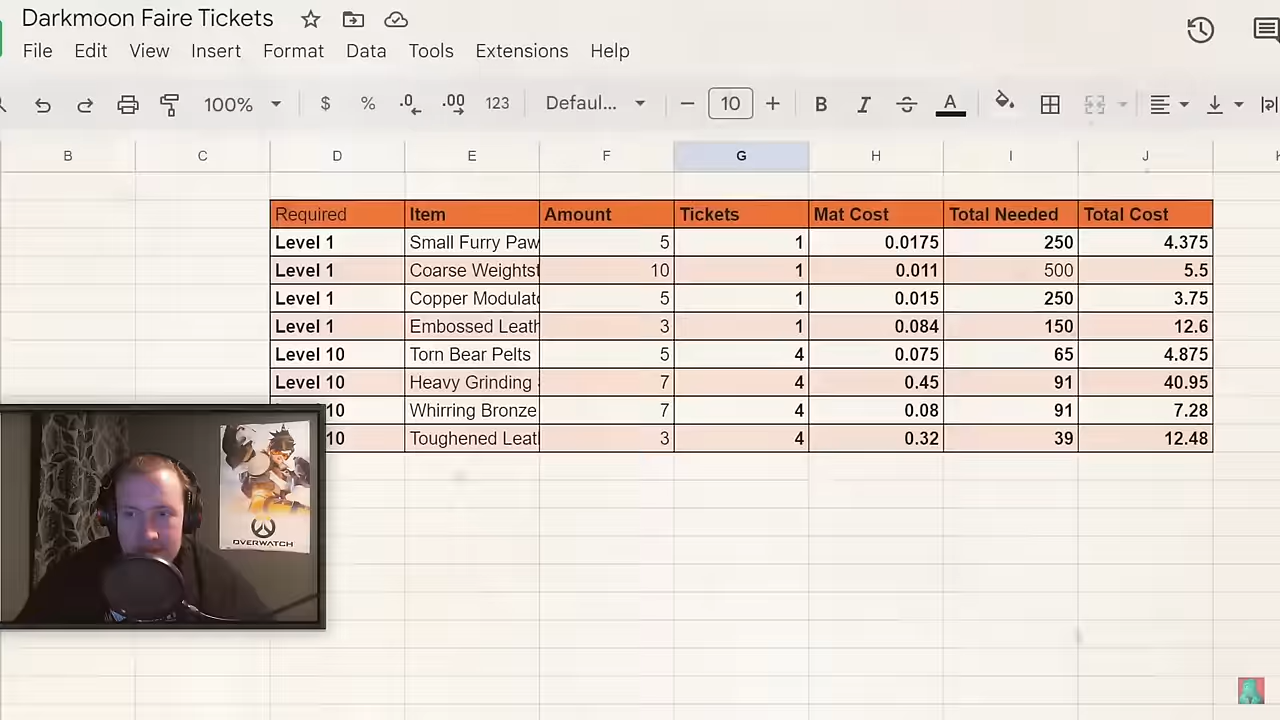 Darkmoon Faire Tickets
File Edit View Insert Format Data Tools Extensions Help
100% $ % .0 .00 123 Defaul... 10 B I S A
B C D E F G H I J K
Required Item Amount Tickets Mat Cost Total Needed Total Cost
Level 1 Small Furry Paw 5 1 0.0175 250 4.375
Level 1 Coarse Weightst 10 1 0.011 500 5.5
Level 1 Copper Modulato 5 1 0.015 250 3.75
Level 1 Embossed Leath 3 1 0.084 150 12.6
Level 10 Torn Bear Pelts 5 4 0.075 65 4.875
Level 10 Heavy Grinding 7 4 0.45 91 40.95
10 Whirring Bronze 7 4 0.08 91 7.28
10 Toughened Leat 3 4 0.32 39 12.48
OVERWATCH